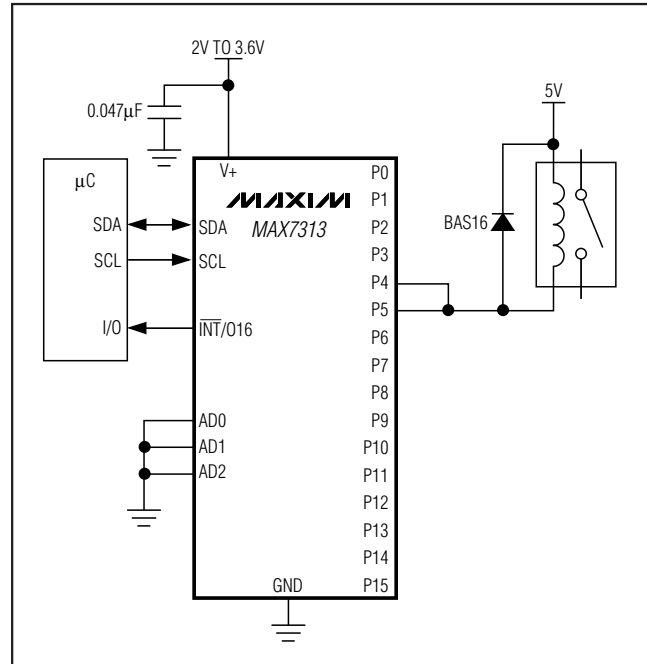 2V TO 3.6V
0.047μF
5V
μC
V+
MAXIM
MAX7313
SDA
SCL
I/O
SDA
SCL
INT/O16
AD0
AD1
AD2
GND
P0
P1
P2
P3
P4
P5
P6
P7
P8
P9
P10
P11
P12
P13
P14
P15
BAS16